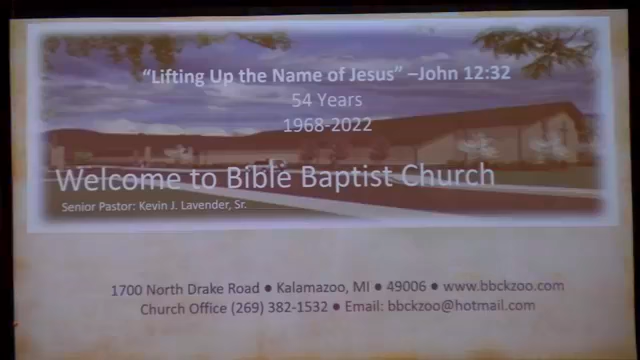 “Lifting Up the Name of Jesus” –John 12:32
54 Years
1968-2022
Welcome to Bible Baptist Church
Senior Pastor: Kevin J. Lavender, Sr.
1700 North Drake Road ● Kalamazoo, MI ● 49006 ● www.bbckzoo.com
Church Office (269) 382-1532 ● Email: bbckzoo@hotmail.com